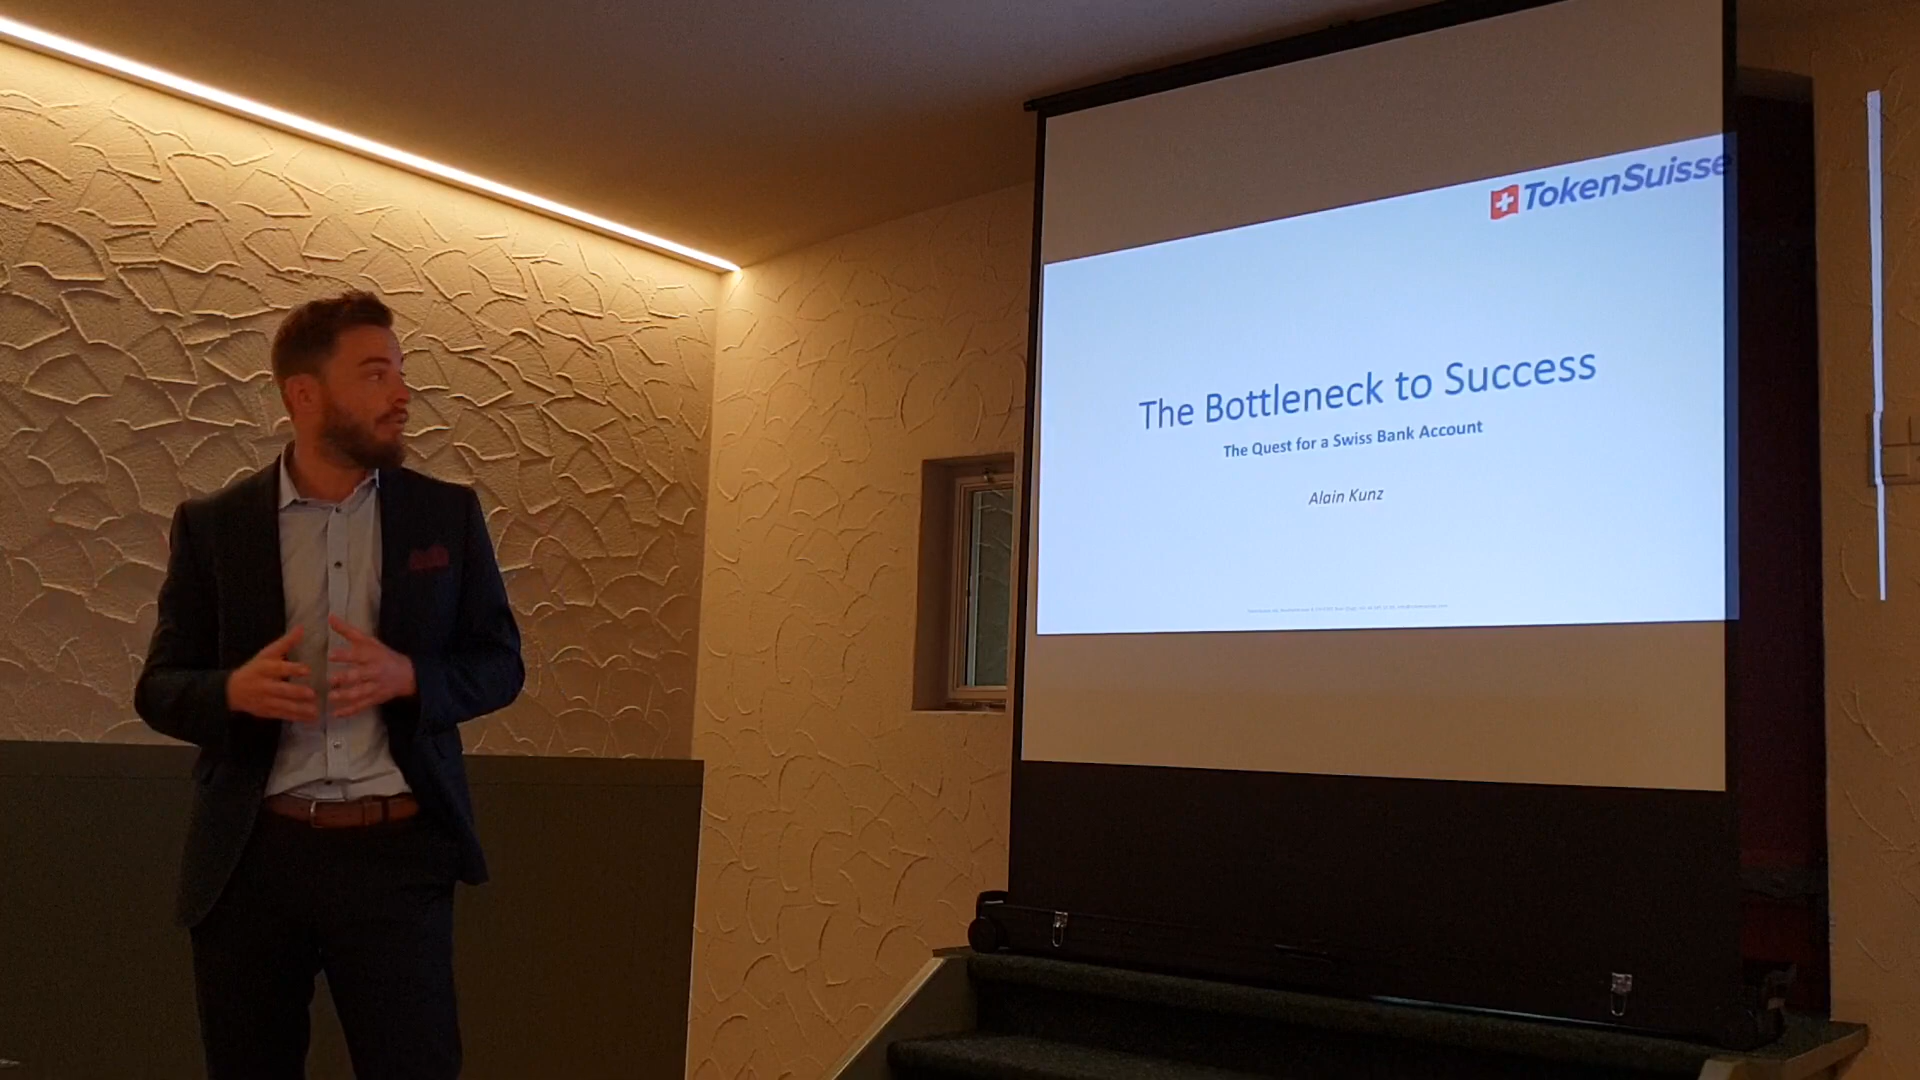 TokenSuisse
The Bottleneck to Success
The Quest for a Swiss Bank Account
Alain Kunz